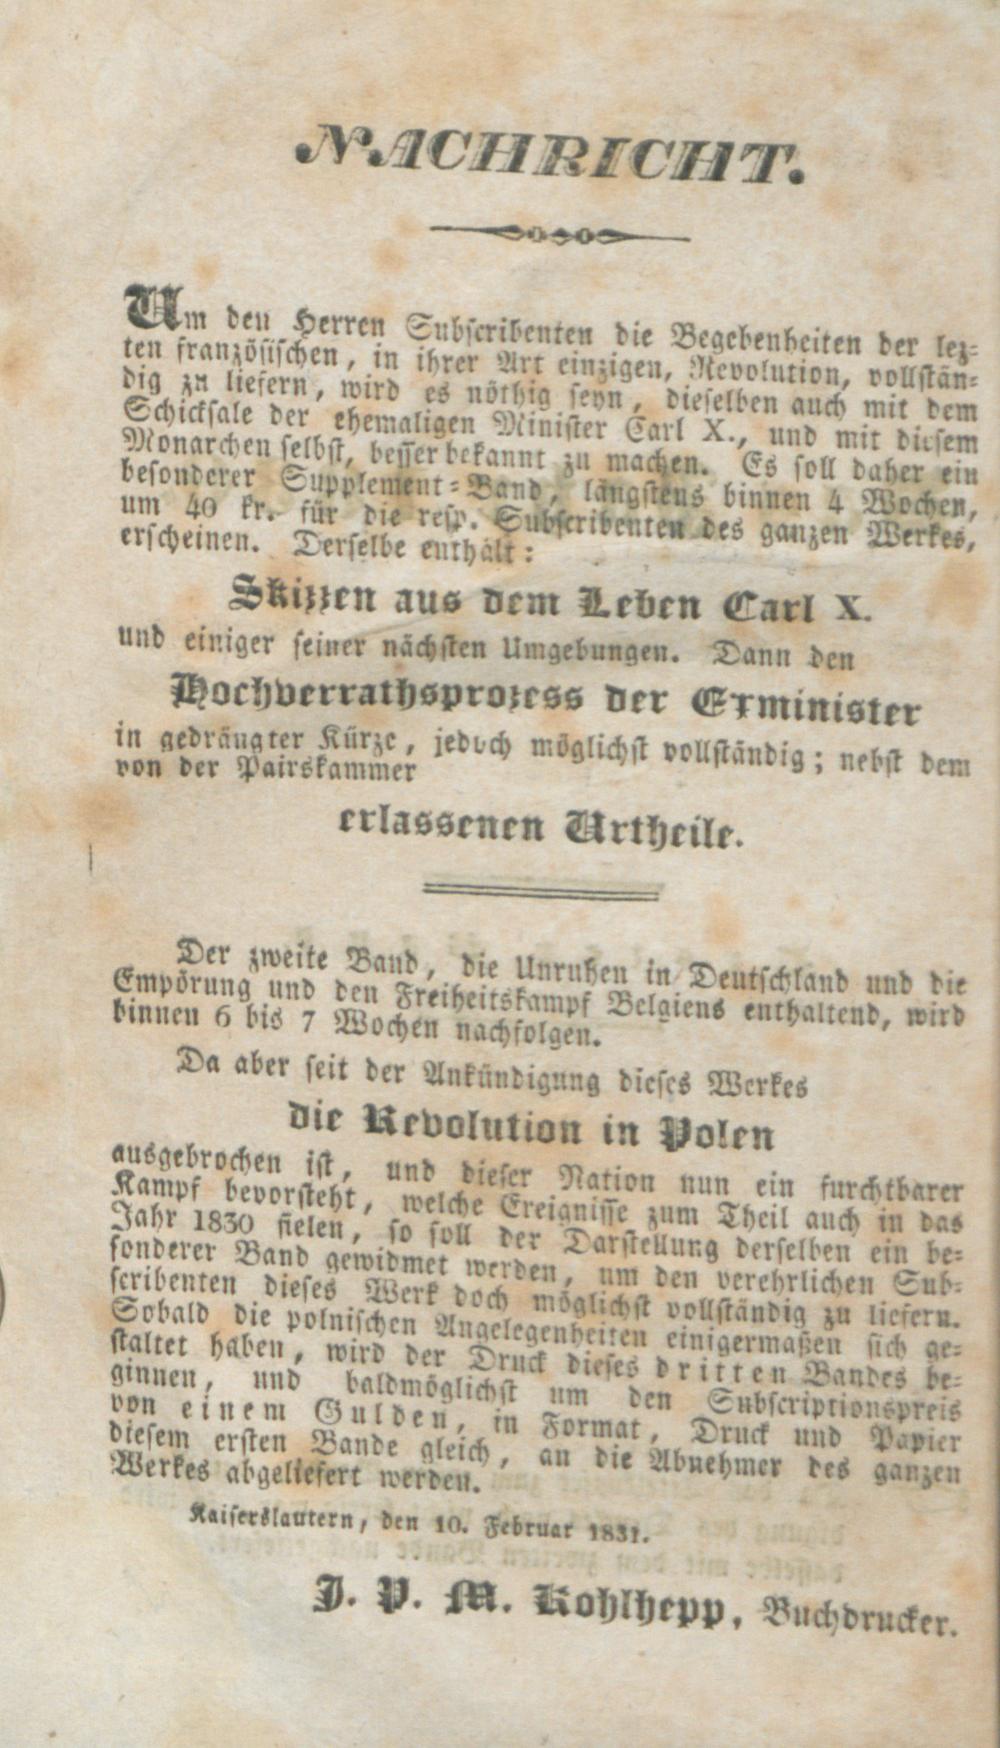 NACHRICHT.
Um den Herren Subscribenten die Begebenheiten der lez-
ten französischen, in ihrer Art einzigen, Revolution, vollstän-
dig zu liefern, wird es nöthig seyn, dieselben auch mit dem
Schicksale der ehemaligen Minister Carl X., und mit diesem
Monarchen selbst, besser bekannt zu machen. Es soll daher ein
besonderer Supplement-Band, längstens binnen 4 Wochen,
um 40 kr. für die resp. Subscribenten des ganzen Werkes,
erscheinen. Derselbe enthält:
Skizzen aus dem Leben Carl X.
und einiger seiner nächsten Umgebungen. Dann den
Hochverrathsprozess der Exminister
in gedrängter Kürze, jedoch möglichst vollständig; nebst dem
von der Pairskammer
erlassenen Urtheile.
Der zweite Band, die Unruhen in Deutschland und die
Empörung und den Freiheitskampf Belgiens enthaltend, wird
binnen 6 bis 7 Wochen nachfolgen.
Da aber seit der Ankündigung dieses Werkes
die Revolution in Polen
ausgebrochen ist, und dieser Nation nun ein furchtbarer
Kampf bevorsteht, welche Ereignisse zum Theil auch in das
Jahr 1830 fielen, so soll der Darstellung derselben ein be-
sonderer Band gewidmet werden, um den verehrlichen Sub-
scribenten dieses Werk doch möglichst vollständig zu liefern.
Sobald die polnischen Angelegenheiten einigermaßen sich ge-
staltet haben, wird der Druck dieses dritten Bandes be-
ginnen, und baldmöglichst um den Subscriptionspreis
von einem Gulden, in Format, Druck und Papier
diesem ersten Bande gleich, an die Abnehmer des ganzen
Werkes abgeliefert werden.
Kaiserslautern, den 10. Februar 1831.
J. P. M. Kohlhepp, Buchdrucker.